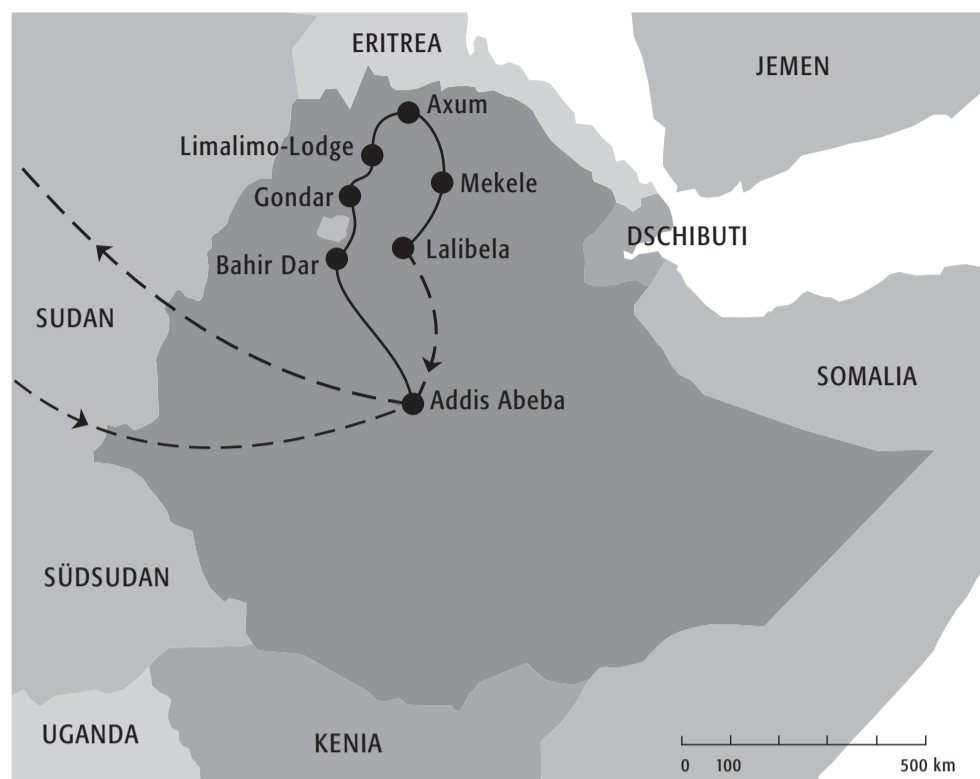 ERITREA
JEMEN
Axum
Limalimo-Lodge
Mekele
Gondar
DSCHIBUTI
Lalibela
Bahir Dar
SUDAN
SOMALIA
Addis Abeba
SÜDSUDAN
UGANDA
KENIA
0 100 500 km